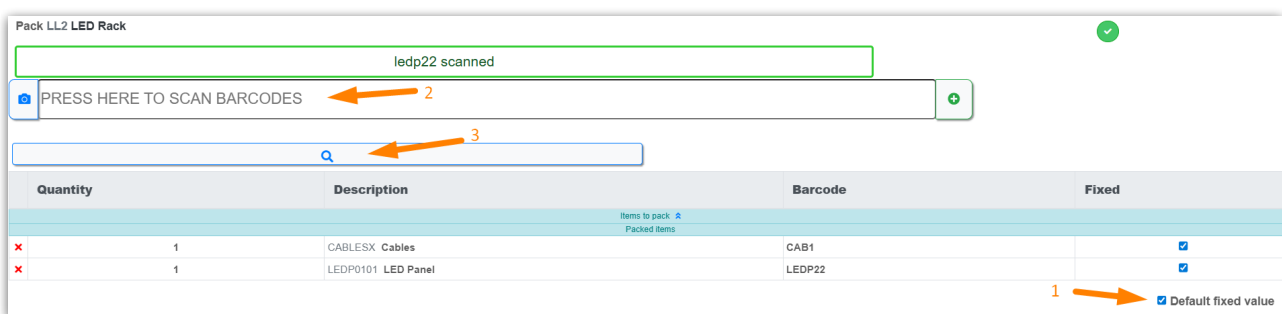 Pack LL2 LED Rack
ledp22 scanned
PRESS HERE TO SCAN BARCODES
2
3
Quantity Description Barcode Fixed
Items to pack
Packed items
1 CABLESX Cables CAB1
1 LEDP0101 LED Panel LEDP22
1
Default fixed value